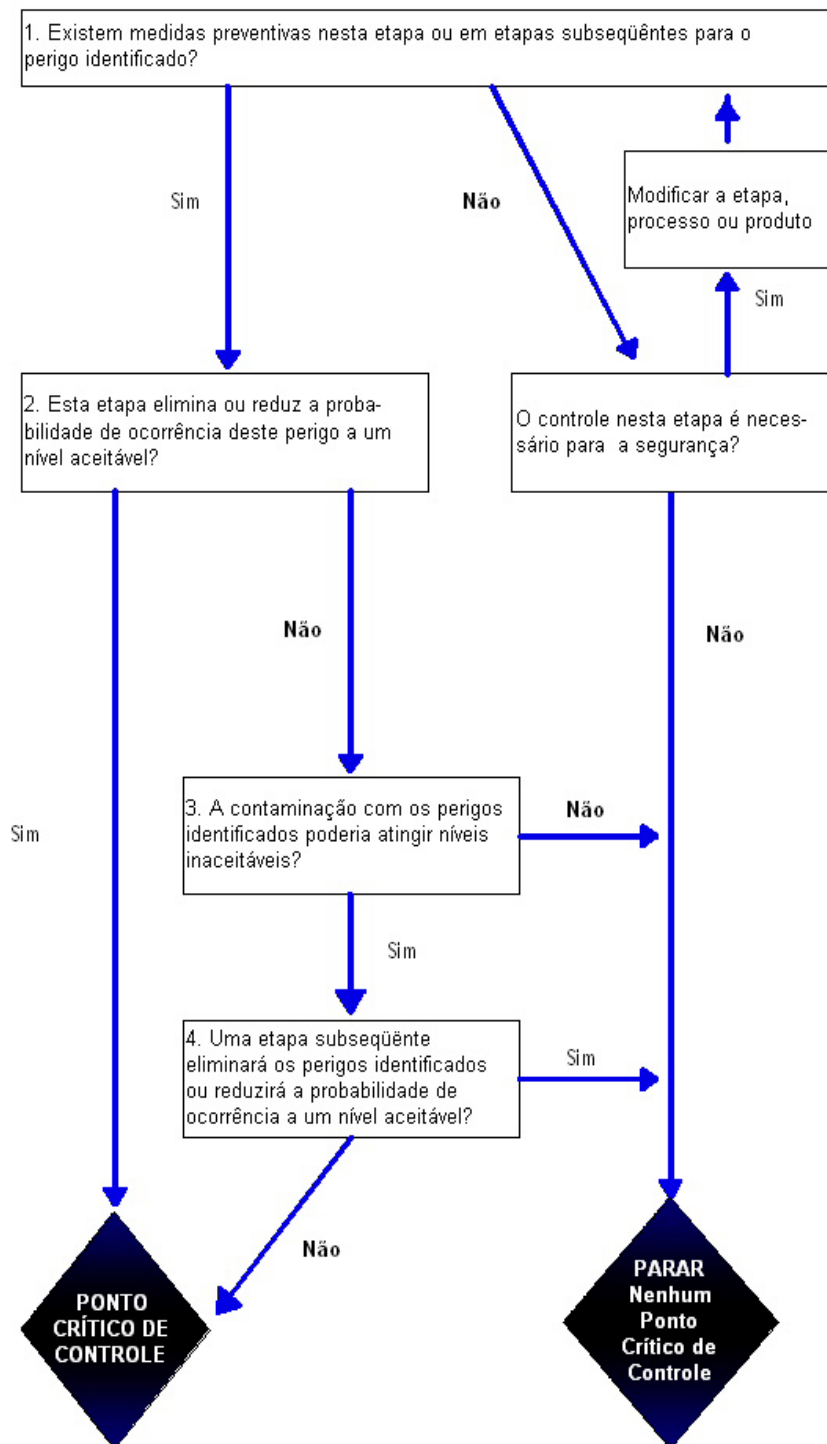 1. Existem medidas preventivas nesta etapa ou em etapas subseqüêntes para o
perigo identificado?
Sim
Não
Modificar a etapa,
processo ou produto
Sim
2. Esta etapa elimina ou reduz a proba-
bilidade de ocorrência deste perigo a um
nível aceitável?
O controle nesta etapa é neces-
sário para a segurança?
Não
Não
Sim
3. A contaminação com os perigos
identificados poderia atingir níveis
inaceitáveis?
Não
Sim
4. Uma etapa subseqüënte
eliminará os perigos identificados
ou reduzirá a probabilidade de
ocorrência a um nível aceitável?
Sim
Não
PONTO
CRÍTICO DE
CONTROLE
PARAR
Nenhum
Ponto
Crítico de
Controle